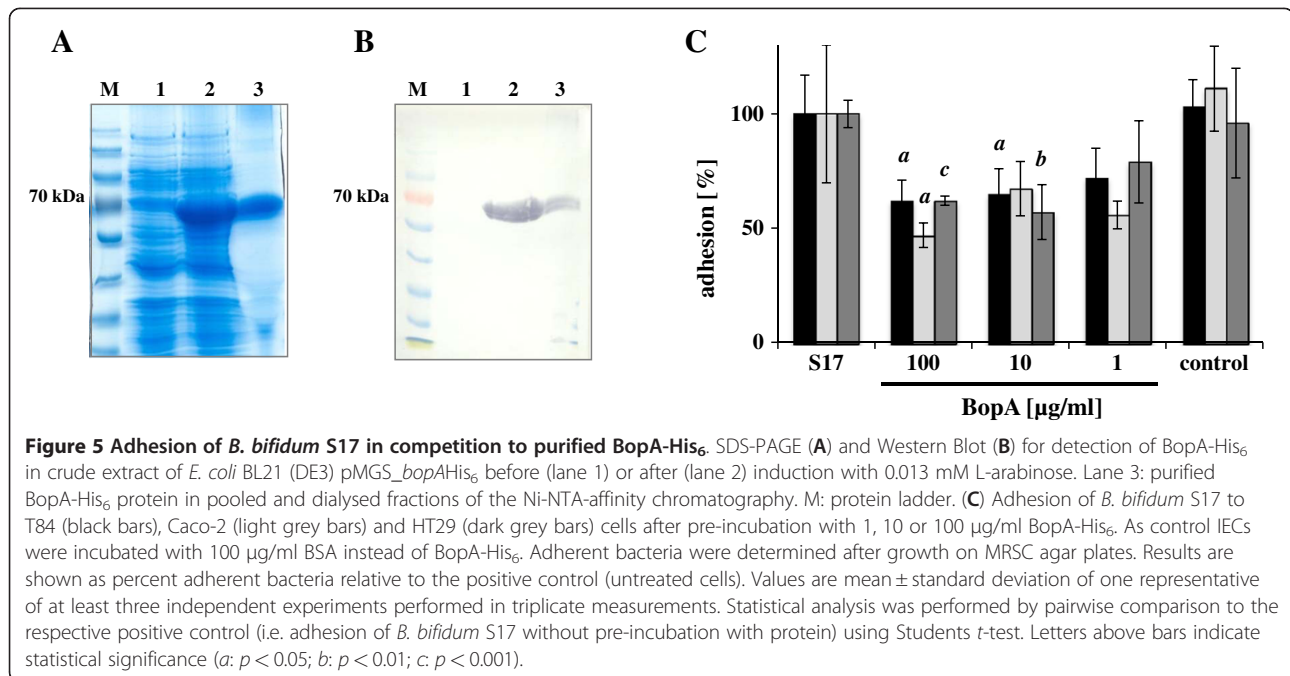 A
B
C
M 1 2 3
70 kDa
M 1 2 3
70 kDa
adhesion [%]
100
50
0
a
a
c
a
b
S17 100 10 1 control
BopA [µg/ml]
Figure 5 Adhesion of B. bifidum S17 in competition to purified BopA-His₆. SDS-PAGE (A) and Western Blot (B) for detection of BopA-His₆
in crude extract of E. coli BL21 (DE3) pMGS_bopAHis₆ before (lane 1) or after (lane 2) induction with 0.013 mM L-arabinose. Lane 3: purified
BopA-His₆ protein in pooled and dialysed fractions of the Ni-NTA-affinity chromatography. M: protein ladder. (C) Adhesion of B. bifidum S17 to
T84 (black bars), Caco-2 (light grey bars) and HT29 (dark grey bars) cells after pre-incubation with 1, 10 or 100 µg/ml BopA-His₆. As control IECs
were incubated with 100 µg/ml BSA instead of BopA-His₆. Adherent bacteria were determined after growth on MRSC agar plates. Results are
shown as percent adherent bacteria relative to the positive control (untreated cells). Values are mean ± standard deviation of one representative
of at least three independent experiments performed in triplicate measurements. Statistical analysis was performed by pairwise comparison to the
respective positive control (i.e. adhesion of B. bifidum S17 without pre-incubation with protein) using Students t-test. Letters above bars indicate
statistical significance (a: p < 0.05; b: p < 0.01; c: p < 0.001).